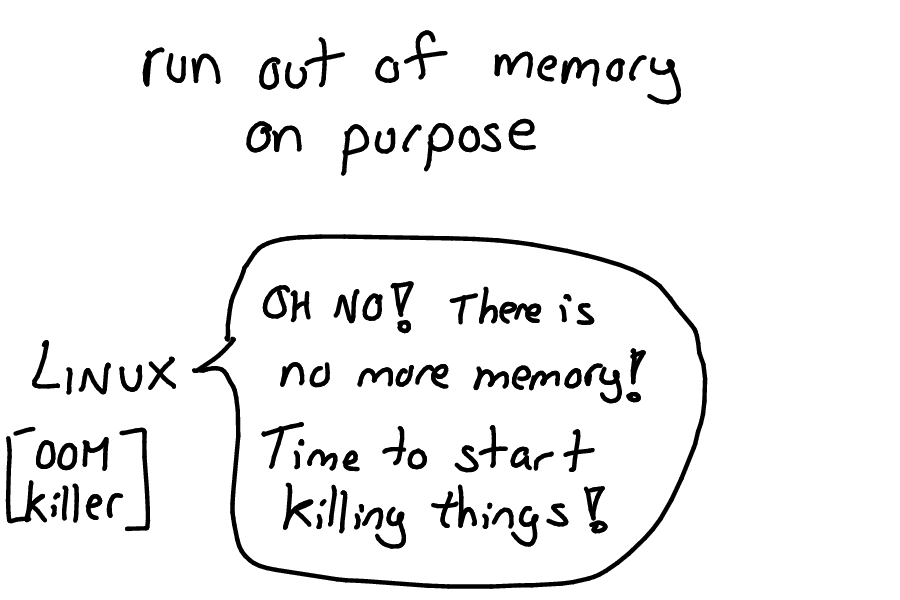 run out of memory
on purpose
OH NO! There is
no more memory!
Time to start
killing things!
LINUX
[OOM
killer]